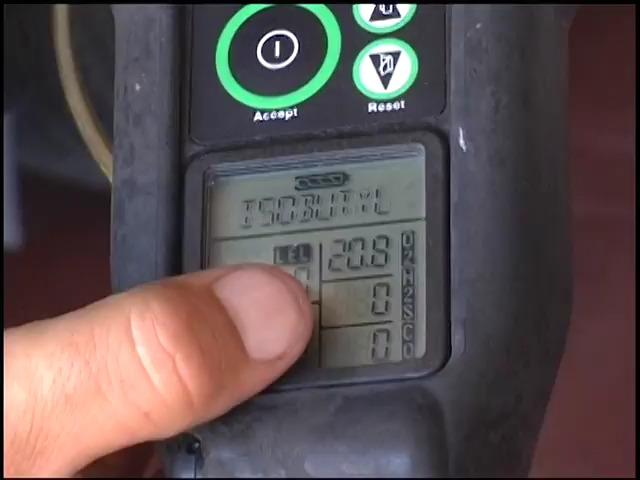 Accept
Reset
ISOBUTYL
LEL 20.8 O2
0 H2S
0 CO